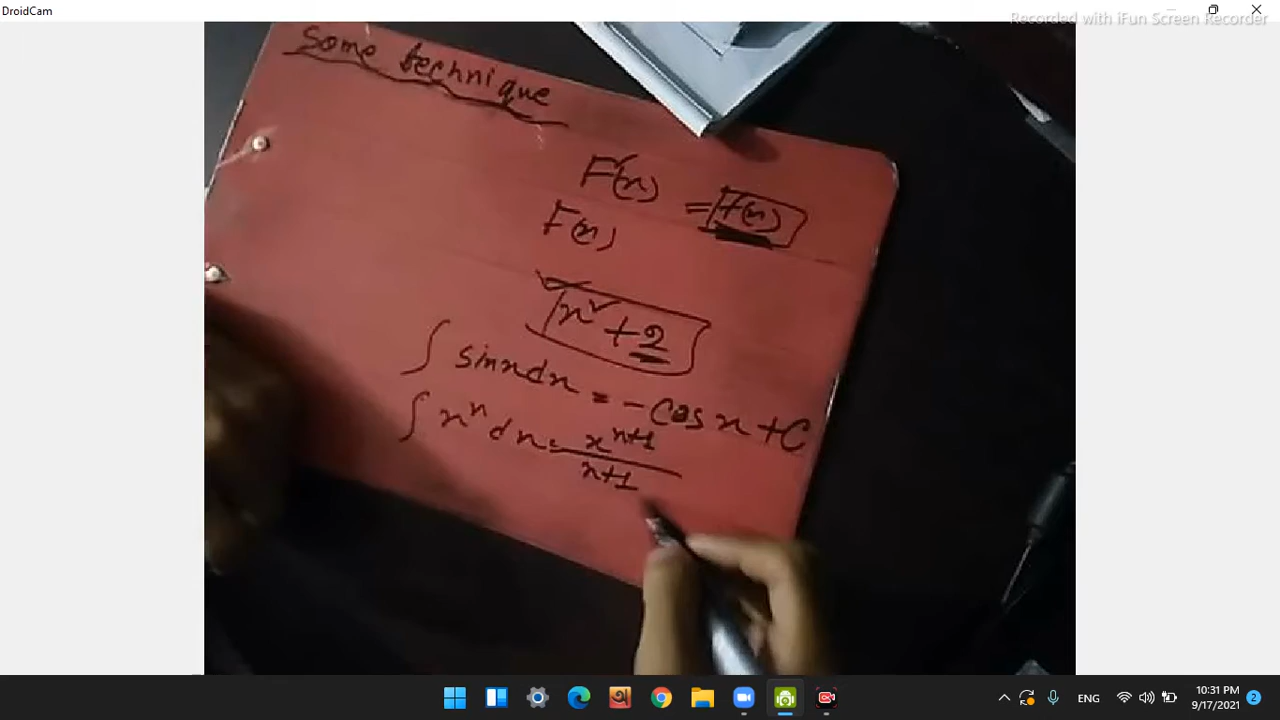 DroidCam
Recorded with iFun Screen Recorder
Some technique
F'(x) = f(x)
F(x)
x² + 2
∫ sinx dx = -cos x + C
∫ xⁿ dx = x^(n+1) / (n+1)
ENG
10:31 PM
9/17/2021
2